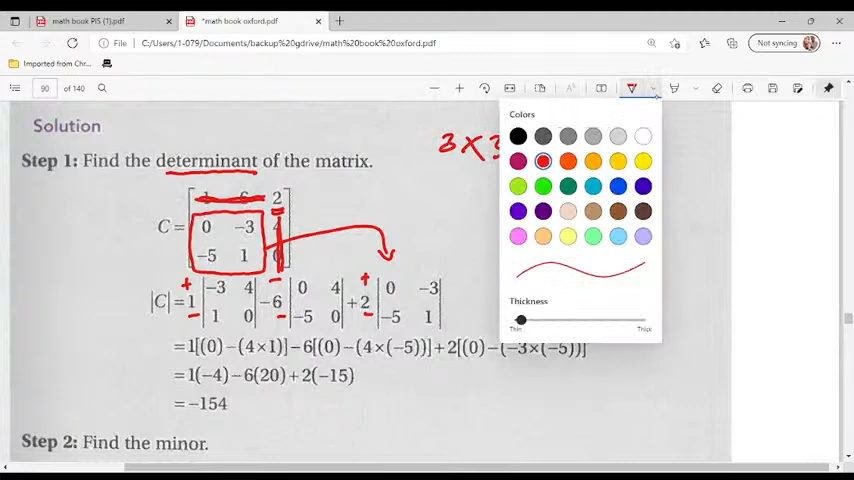 math book PIS (1).pdf
*math book oxford.pdf
File | C:/Users/1-079/Documents/backup%20gdrive/math%20book%20oxford.pdf
Not syncing
Imported from Chr...
90 of 140
Solution
Colors
3 × 3
Step 1: Find the determinant of the matrix.
C = [1 6 2
0 −3 4
−5 1 0]
+ − +
|C| = 1 |−3 4 1 0| − 6 |0 4 −5 0| + 2 |0 −3 −5 1|
Thickness
Thin Thick
= 1[(0) − (4×1)] − 6[(0) − (4×(−5))] + 2[(0) − (−3×(−5))]
= 1(−4) − 6(20) + 2(−15)
= −154
Step 2: Find the minor.